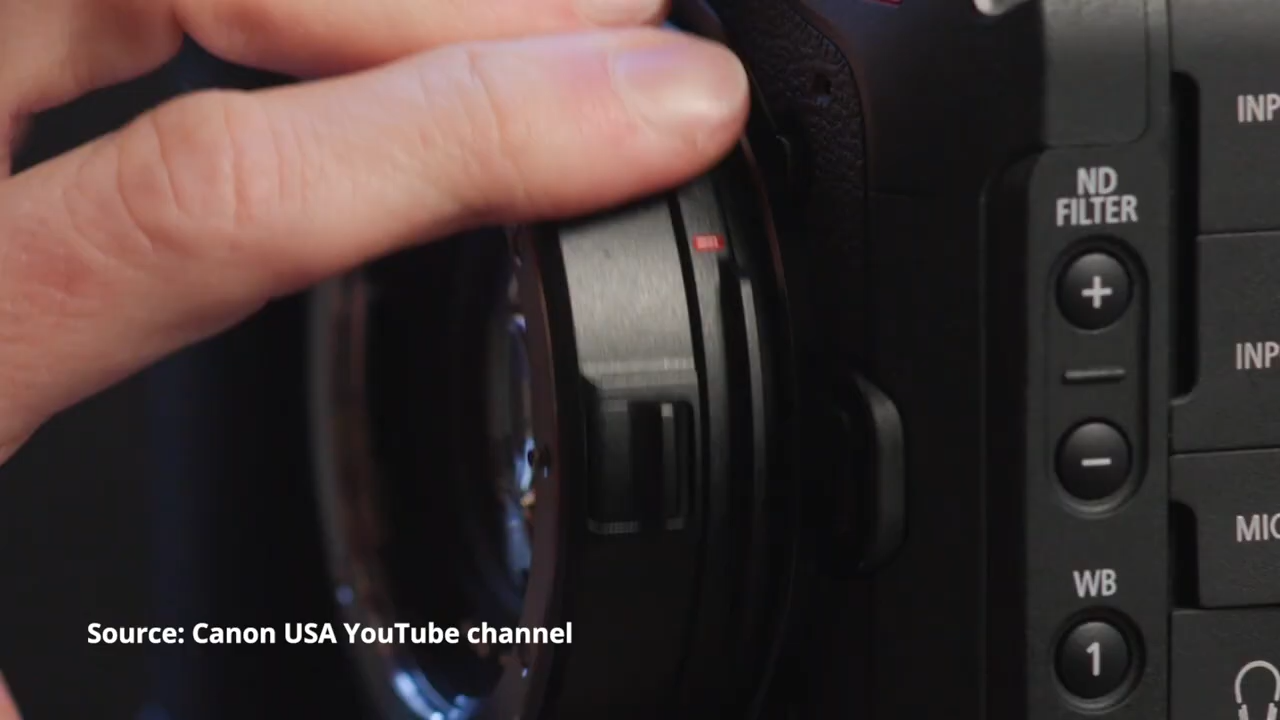 INP
ND
FILTER
+
INP
-
MIC
WB
1
Source: Canon USA YouTube channel